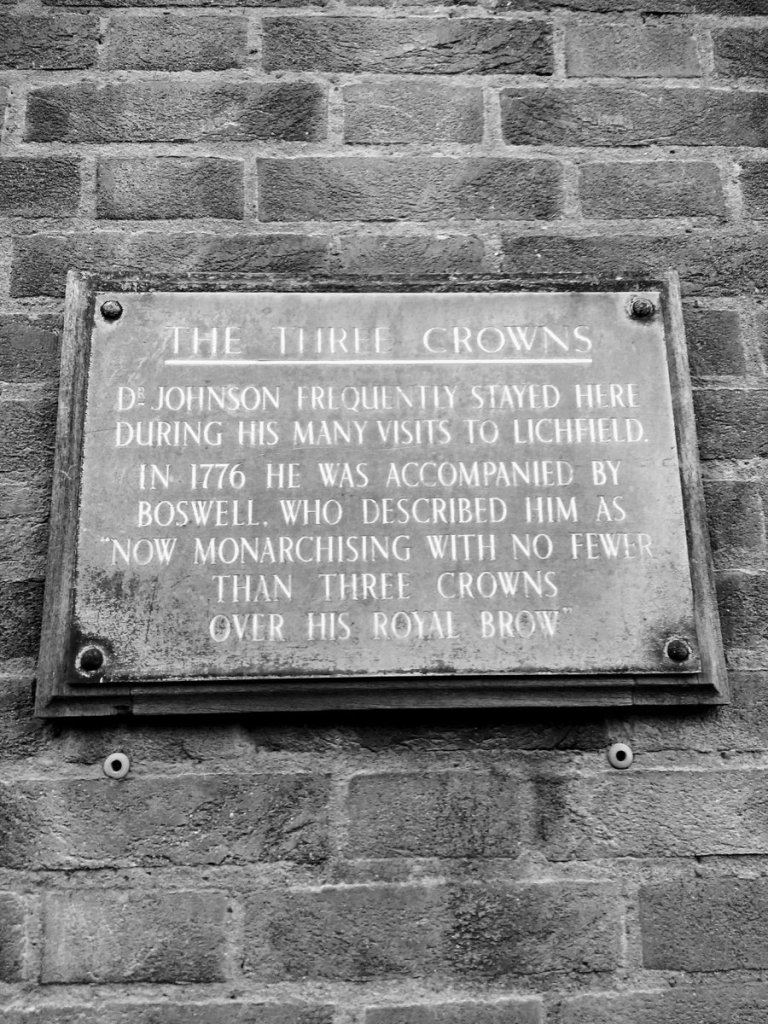 THE THREE CROWNS
DR JOHNSON FREQUENTLY STAYED HERE
DURING HIS MANY VISITS TO LICHFIELD.
IN 1776 HE WAS ACCOMPANIED BY
BOSWELL, WHO DESCRIBED HIM AS
"NOW MONARCHISING WITH NO FEWER
THAN THREE CROWNS
OVER HIS ROYAL BROW"